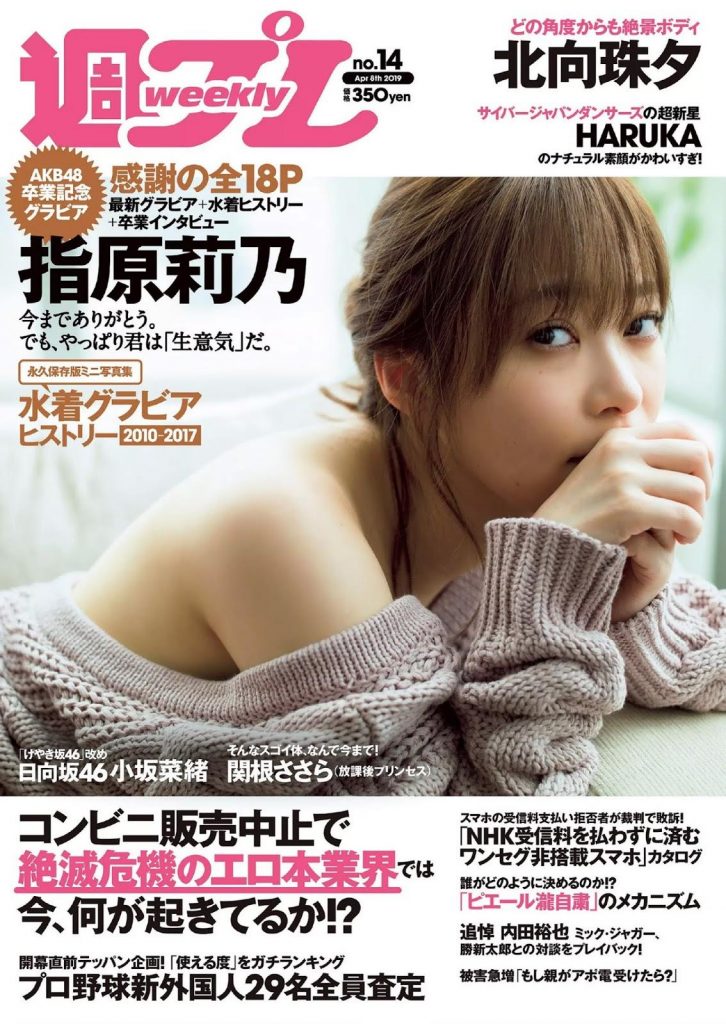 週プレ
weekly
no.14
Apr 8th 2019
価格 350yen
どの角度からも絶景ボディ
北向珠夕
サイバージャパンダンサーズの超新星
HARUKA
のナチュラル素顔がかわいすぎ!
AKB48
卒業記念
グラビア
感謝の全18P
最新グラビア+水着ヒストリー
+卒業インタビュー
指原莉乃
今までありがとう。
でも、やっぱり君は「生意気」だ。
永久保存版ミニ写真集
水着グラビア
ヒストリー 2010-2017
「けやき坂46」改め
日向坂46 小坂菜緒
そんなスゴイ体、なんで今まで!
関根ささら(放課後プリンセス)
コンビニ販売中止で
絶滅危機のエロ本業界では
今、何が起きてるか!?
開幕直前テッパン企画!「使える度」をガチランキング
プロ野球新外国人29名全員査定
スマホの受信料支払い拒否者が裁判で敗訴!
「NHK受信料を払わずに済む
ワンセグ非搭載スマホ」カタログ
誰がどのように決めるのか!?
「ピエール瀧自粛」のメカニズム
追悼 内田裕也 ミック・ジャガー、
勝新太郎との対談をプレイバック!
被害急増「もし親がアポ電受けたら?」